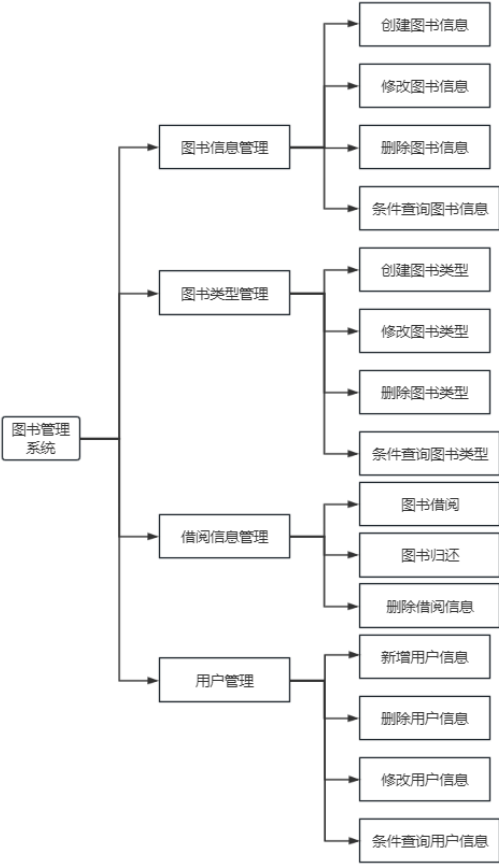 图书管理
系统
图书信息管理
创建图书信息
修改图书信息
删除图书信息
条件查询图书信息
图书类型管理
创建图书类型
修改图书类型
删除图书类型
条件查询图书类型
借阅信息管理
图书借阅
图书归还
删除借阅信息
用户管理
新增用户信息
删除用户信息
修改用户信息
条件查询用户信息